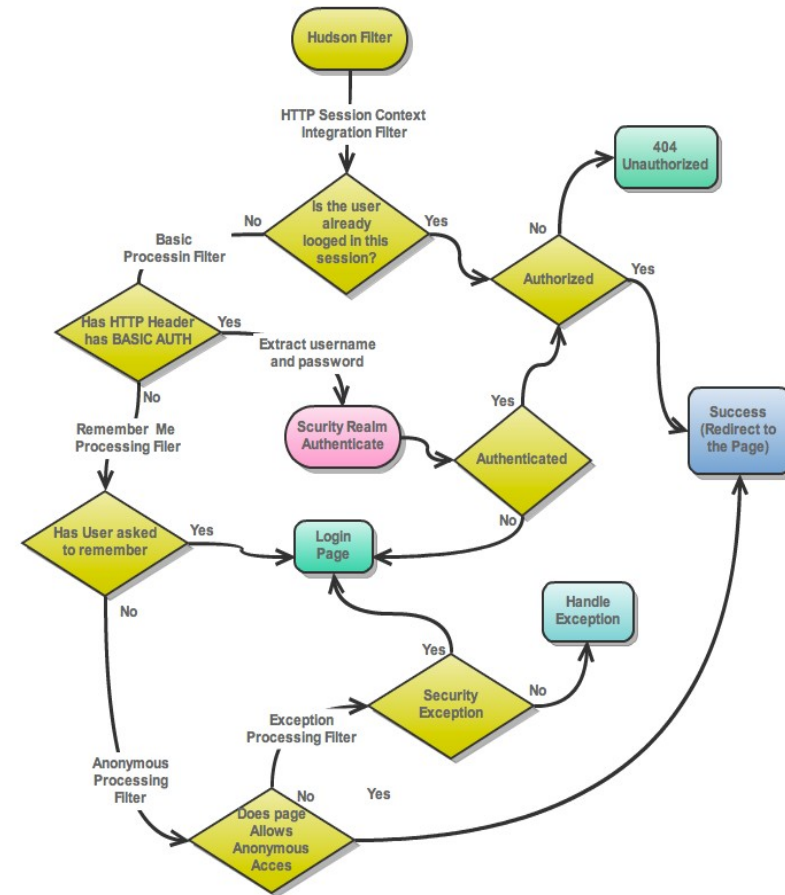 Hudson Filter
HTTP Session Context
Integration Filter
404
Unauthorized
Is the user
already
looged in this
session?
No
Yes
No
Basic
Processin Filter
Authorized
Yes
Has HTTP Header
has BASIC AUTH
Yes
Extract username
and password
No
Yes
Remember Me
Processing Filer
Scurity Realm
Authenticate
Authenticated
Success
(Redirect to
the Page)
No
Has User asked
to remember
Yes
Login
Page
No
Handle
Exception
Yes
Security
Exception
No
Exception
Processing Filter
Anonymous
Processing
Filter
No
Yes
Does page
Allows
Anonymous
Acces